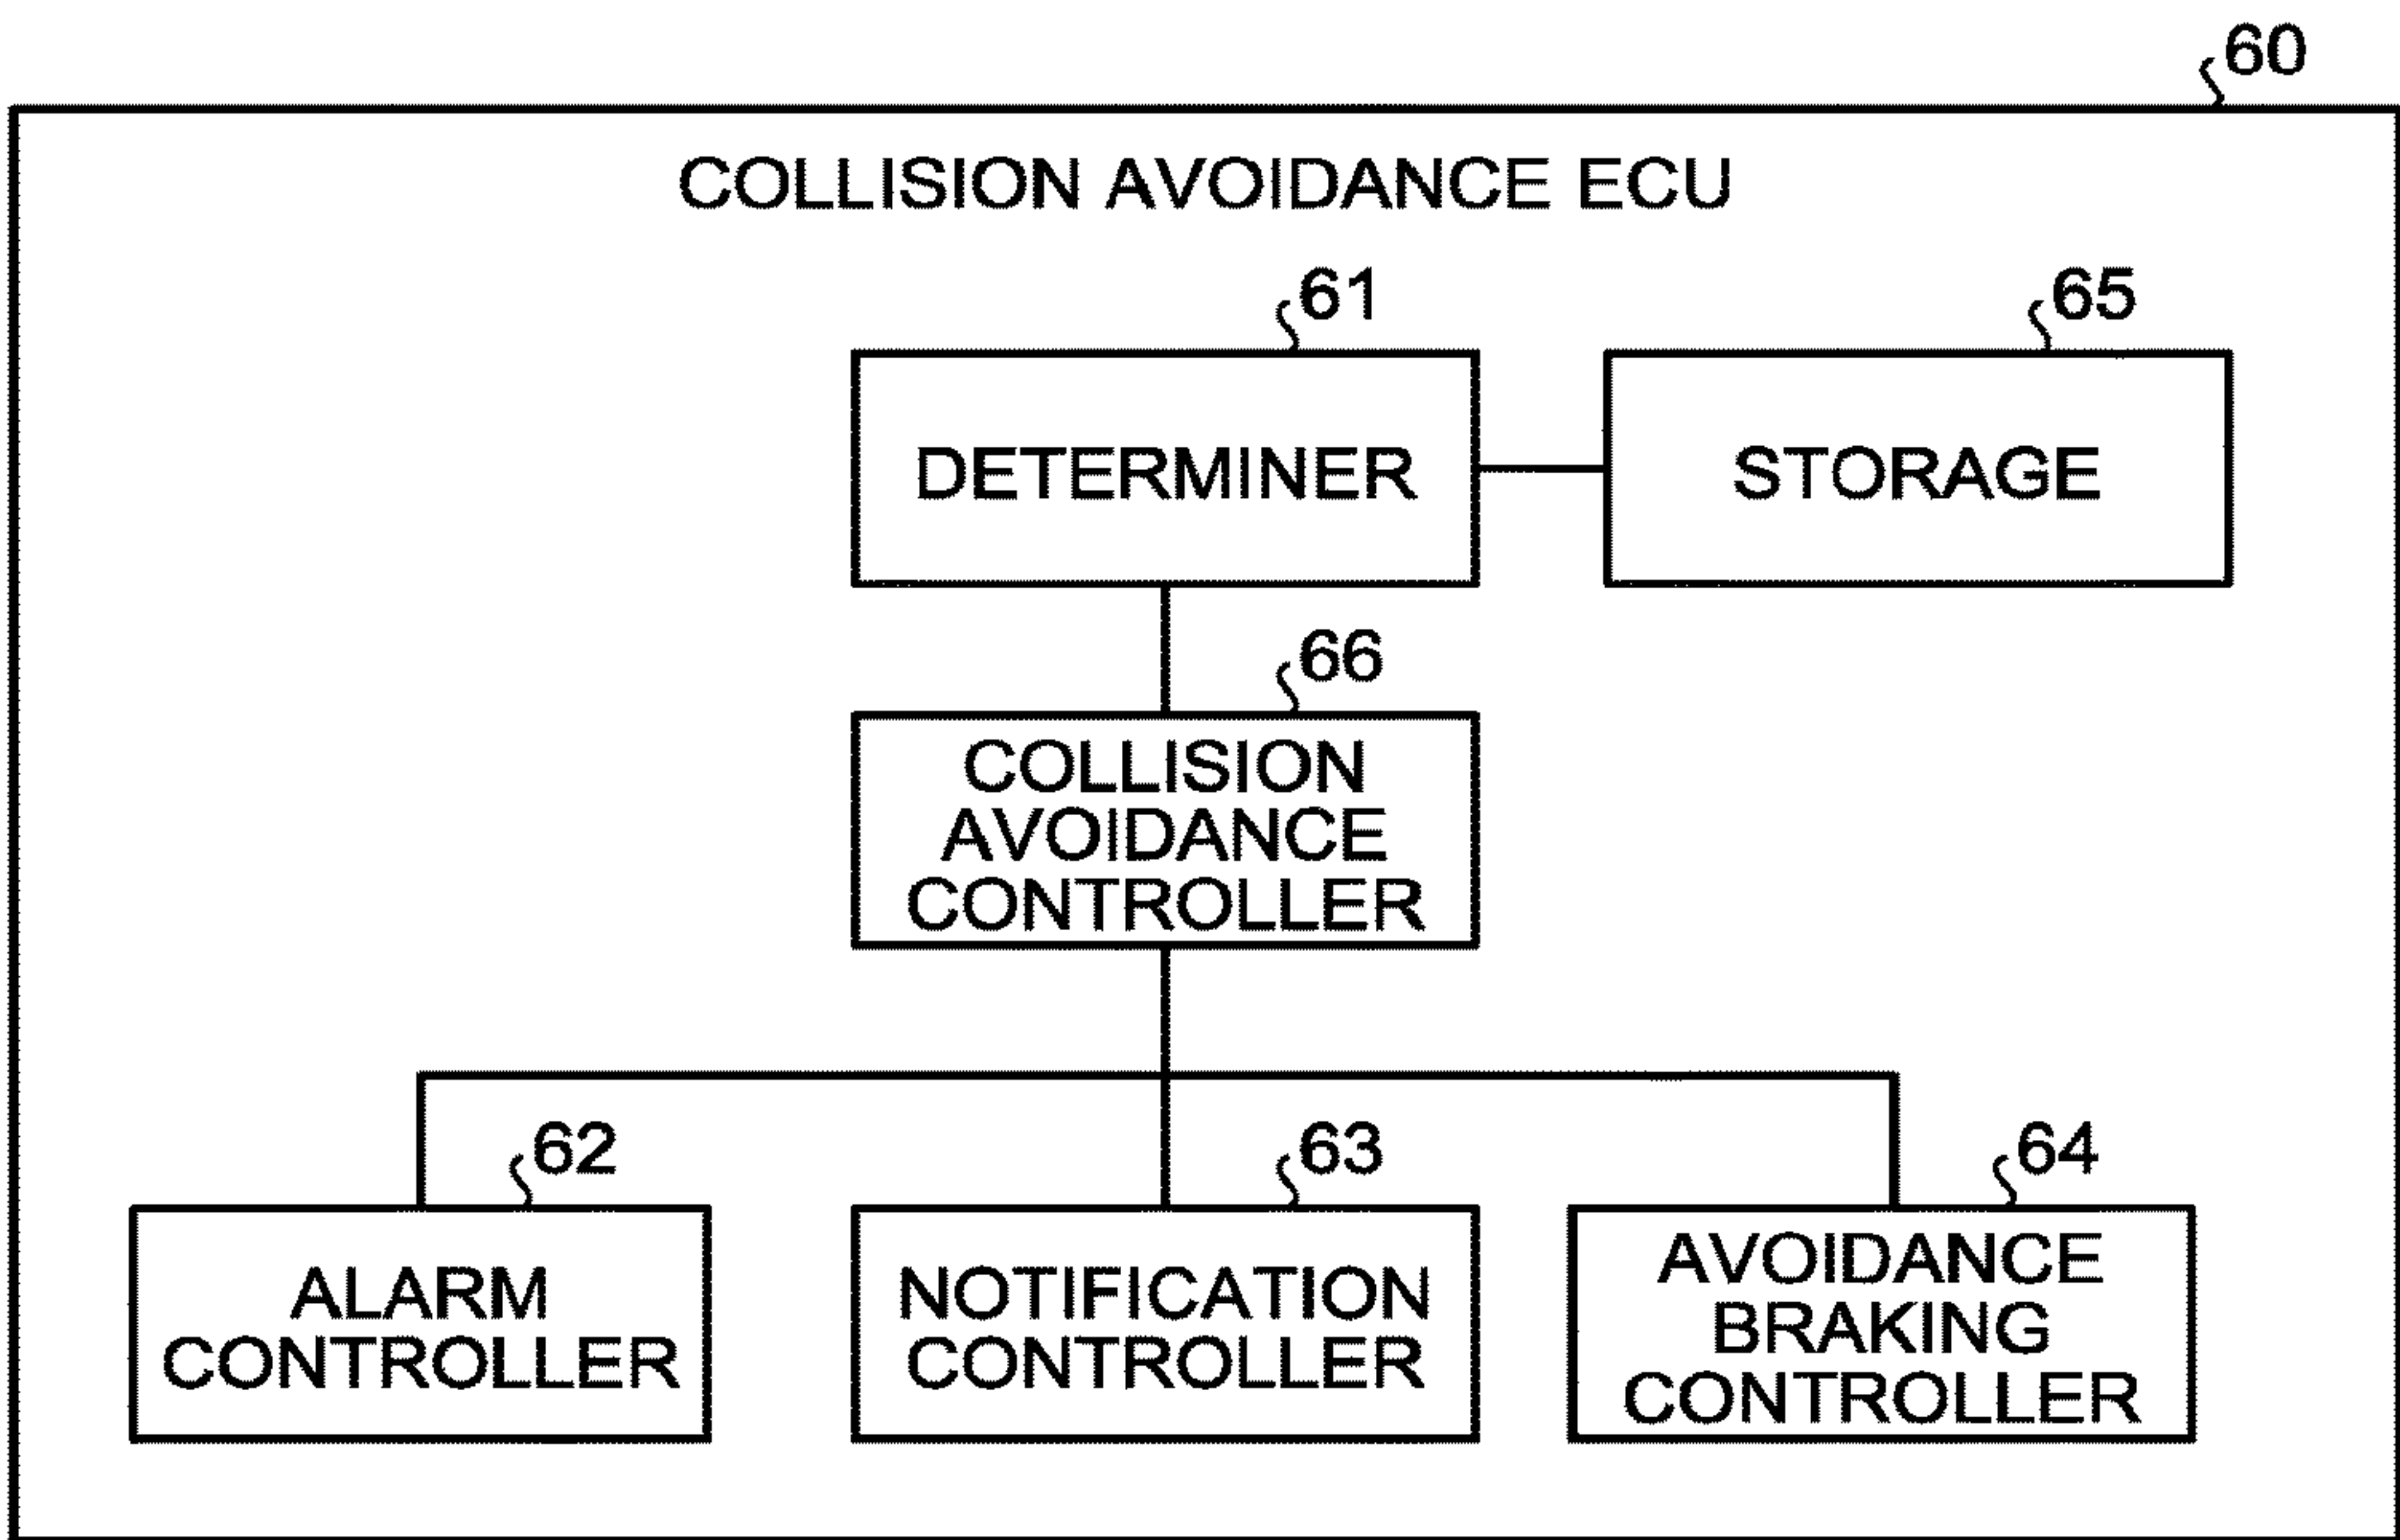 60
COLLISION AVOIDANCE ECU
61
65
DETERMINER
STORAGE
66
COLLISION
AVOIDANCE
CONTROLLER
62
63
64
ALARM
CONTROLLER
NOTIFICATION
CONTROLLER
AVOIDANCE
BRAKING
CONTROLLER